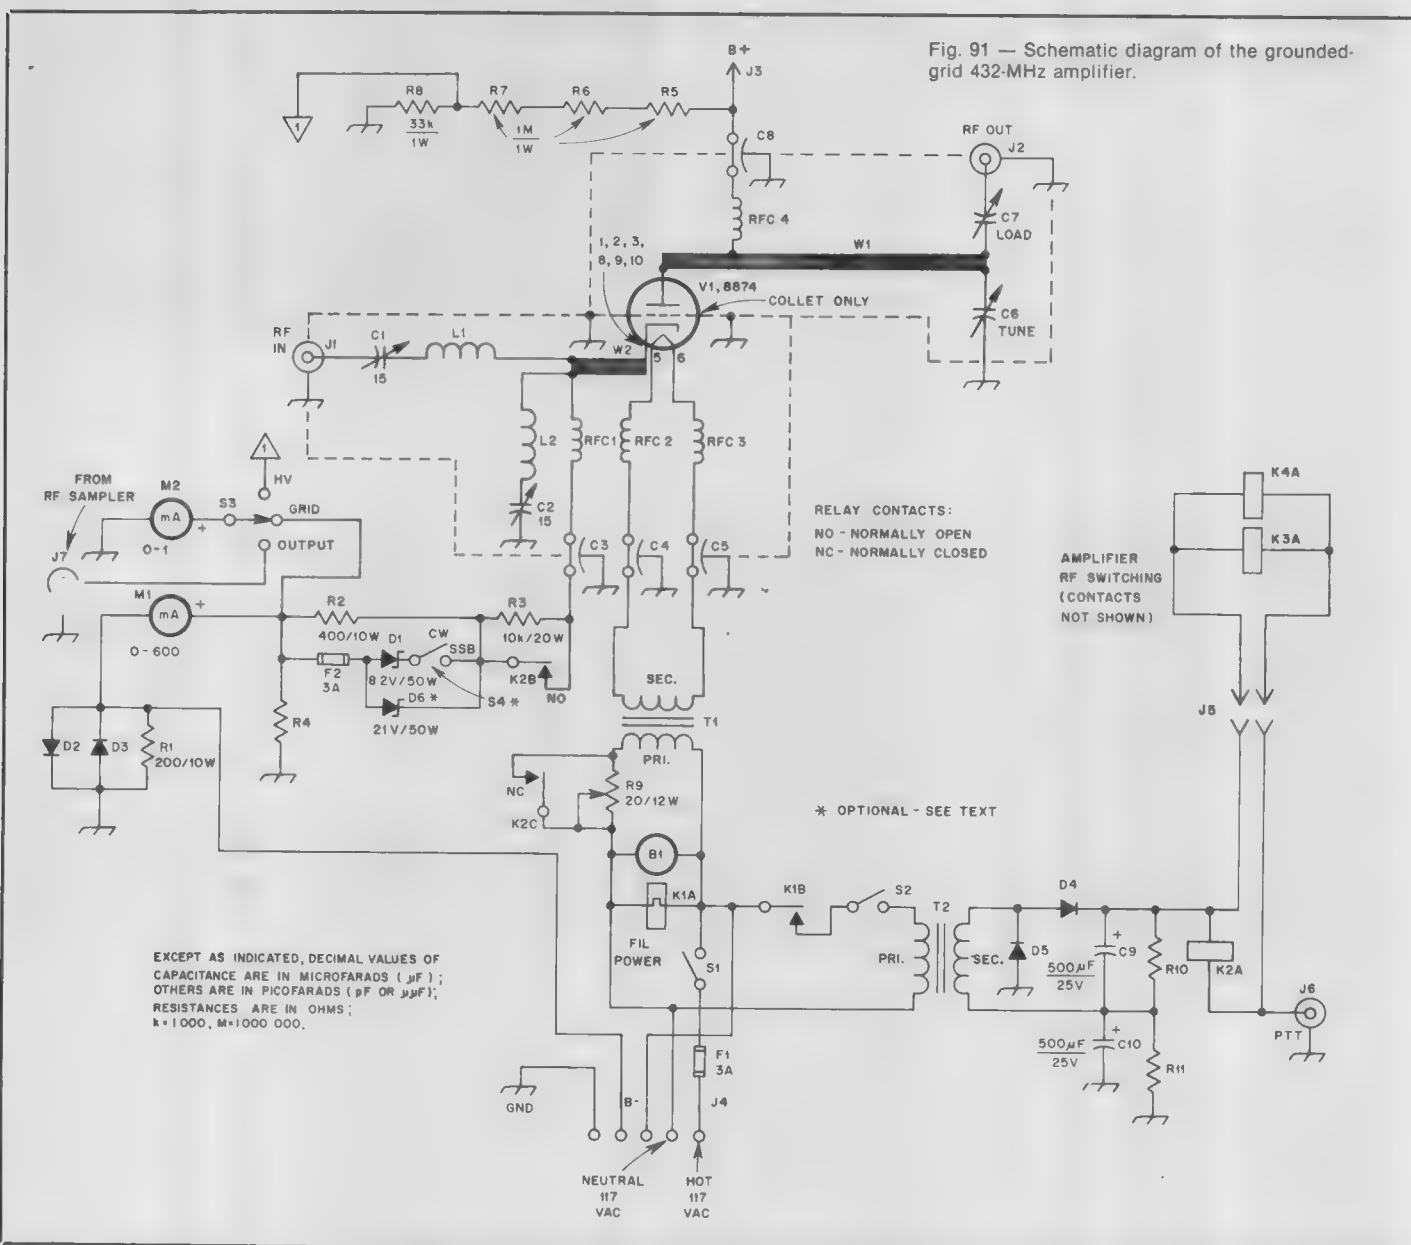 Fig. 91 — Schematic diagram of the grounded-
grid 432-MHz amplifier.
B+
J3
R8
33k
1W
R7
R6
R5
1M
1W
1
C8
RF OUT
J2
RFC 4
C7
LOAD
W1
1, 2, 3,
8, 9, 10
V1, 8874
COLLET ONLY
C6
TUNE
RF
IN
J1
C1
15
L1
W2
5
6
L2
RFC1
RFC 2
RFC 3
C2
15
1
HV
FROM
RF SAMPLER
M2
mA
+
0-1
S3
GRID
OUTPUT
J7
C3
C4
C5
RELAY CONTACTS:
NO - NORMALLY OPEN
NC - NORMALLY CLOSED
K4A
K3A
AMPLIFIER
RF SWITCHING
(CONTACTS
NOT SHOWN)
J5
M1
mA
+
0-600
R2
400/10W
R3
10k/20W
D1
CW
SSB
8.2V/50W
F2
3A
D6 *
S4 *
21V/50W
K2B
NO
R4
D2
D3
R1
200/10W
SEC.
T1
PRI.
NC
K2C
R9
20/12W
* OPTIONAL - SEE TEXT
B1
K1A
FIL
POWER
S1
K1B
S2
T2
PRI.
SEC.
D4
D5
+
C9
500µF
25V
R10
K2A
J6
PTT
+
C10
500µF
25V
R11
EXCEPT AS INDICATED, DECIMAL VALUES OF
CAPACITANCE ARE IN MICROFARADS ( µF ) ;
OTHERS ARE IN PICOFARADS ( pF OR µµF);
RESISTANCES ARE IN OHMS ;
k=1000, M=1000 000.
F1
3A
GND
B-
J4
NEUTRAL
117
VAC
HOT
117
VAC